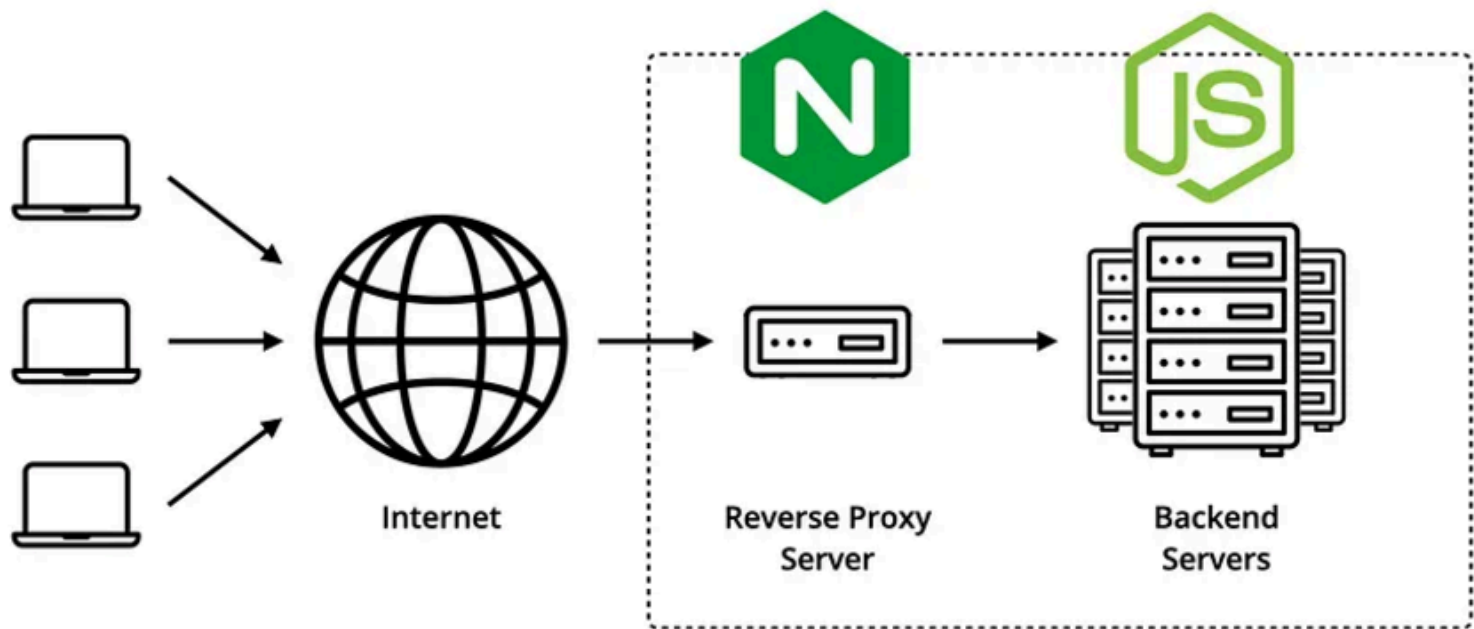 N
JS
Internet
Reverse Proxy
Server
Backend
Servers